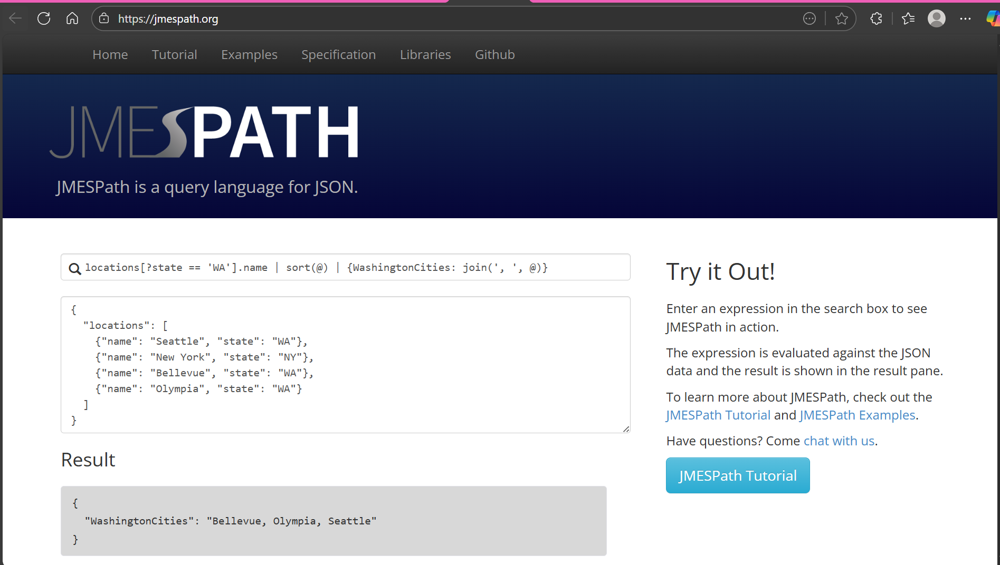 https://jmespath.org
Home Tutorial Examples Specification Libraries Github
JMESPATH
JMESPath is a query language for JSON.
locations[?state == 'WA'].name | sort(@) | {WashingtonCities: join(', ', @)}
{
  "locations": [
    {"name": "Seattle", "state": "WA"},
    {"name": "New York", "state": "NY"},
    {"name": "Bellevue", "state": "WA"},
    {"name": "Olympia", "state": "WA"}
  ]
}
Result
{
  "WashingtonCities": "Bellevue, Olympia, Seattle"
}
Try it Out!
Enter an expression in the search box to see
JMESPath in action.
The expression is evaluated against the JSON
data and the result is shown in the result pane.
To learn more about JMESPath, check out the
JMESPath Tutorial and JMESPath Examples.
Have questions? Come chat with us.
JMESPath Tutorial